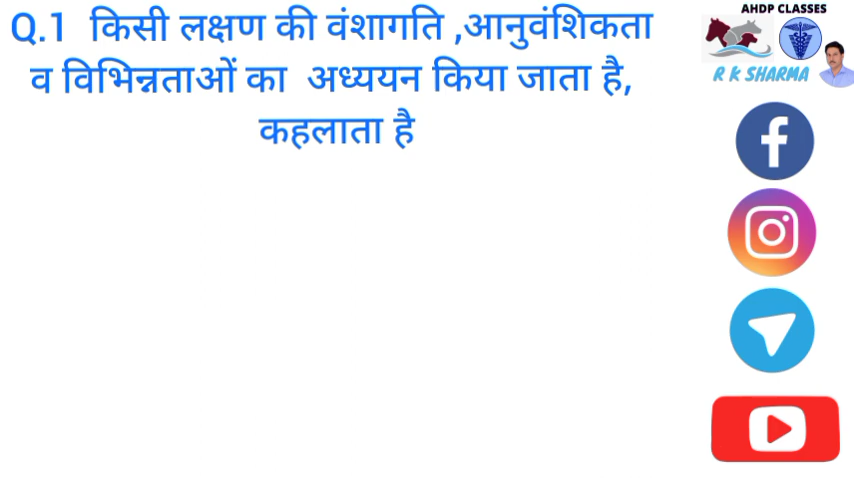 Q.1 किसी लक्षण की वंशागति ,आनुवंशिकता
व विभिन्नताओं का अध्ययन किया जाता है,
कहलाता है
AHDP CLASSES
R K SHARMA